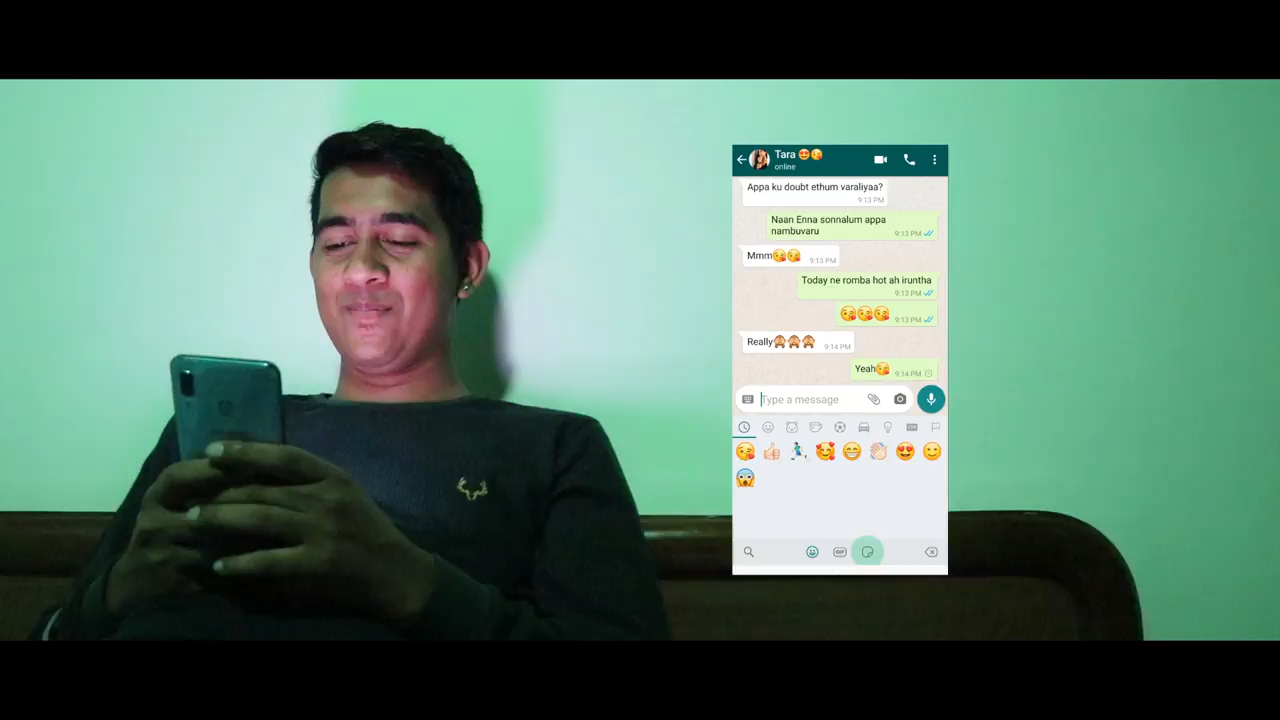 Tara 😍😘
online
Appa ku doubt ethum varaliyaa?
9:13 PM
Naan Enna sonnalum appa
nambuvaru
9:13 PM
Mmm😘😘
9:13 PM
Today ne romba hot ah iruntha
9:13 PM
😘😘😘
9:13 PM
Really🙈🙈🙈
9:14 PM
Yeah😘
9:14 PM
Type a message
GIF